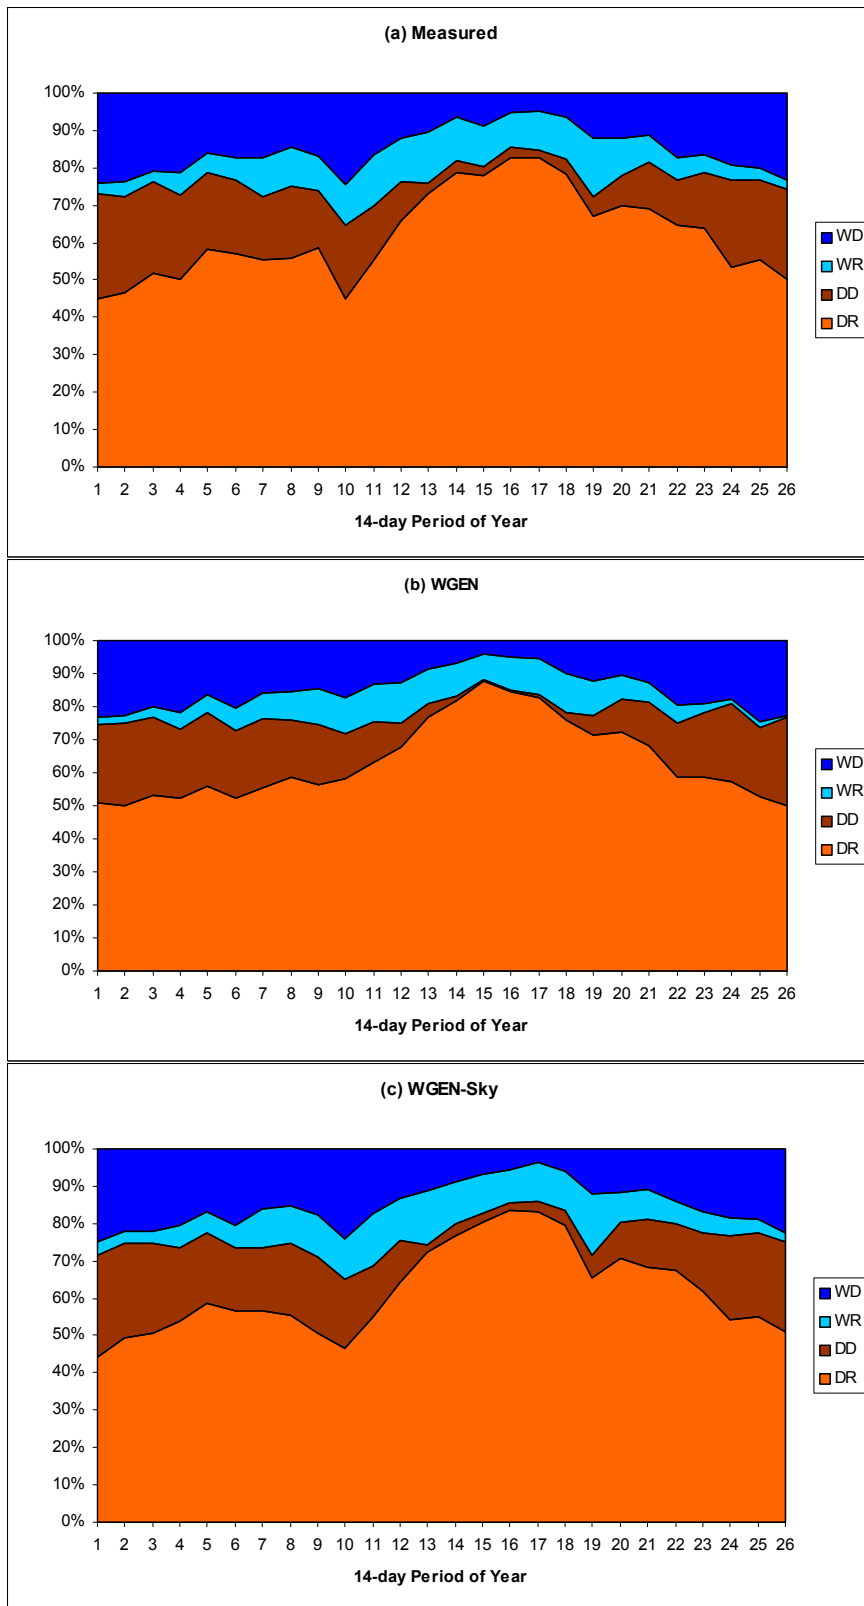 (a) Measured
100%
90%
80%
70%
60%
50%
40%
30%
20%
10%
0%
1 2 3 4 5 6 7 8 9 10 11 12 13 14 15 16 17 18 19 20 21 22 23 24 25 26
14-day Period of Year
WD
WR
DD
DR
(b) WGEN
100%
90%
80%
70%
60%
50%
40%
30%
20%
10%
0%
1 2 3 4 5 6 7 8 9 10 11 12 13 14 15 16 17 18 19 20 21 22 23 24 25 26
14-day Period of Year
WD
WR
DD
DR
(c) WGEN-Sky
100%
90%
80%
70%
60%
50%
40%
30%
20%
10%
0%
1 2 3 4 5 6 7 8 9 10 11 12 13 14 15 16 17 18 19 20 21 22 23 24 25 26
14-day Period of Year
WD
WR
DD
DR